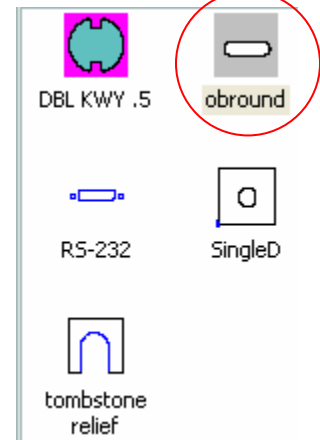 DBL KWY .5
obround
RS-232
SingleD
tombstone
relief